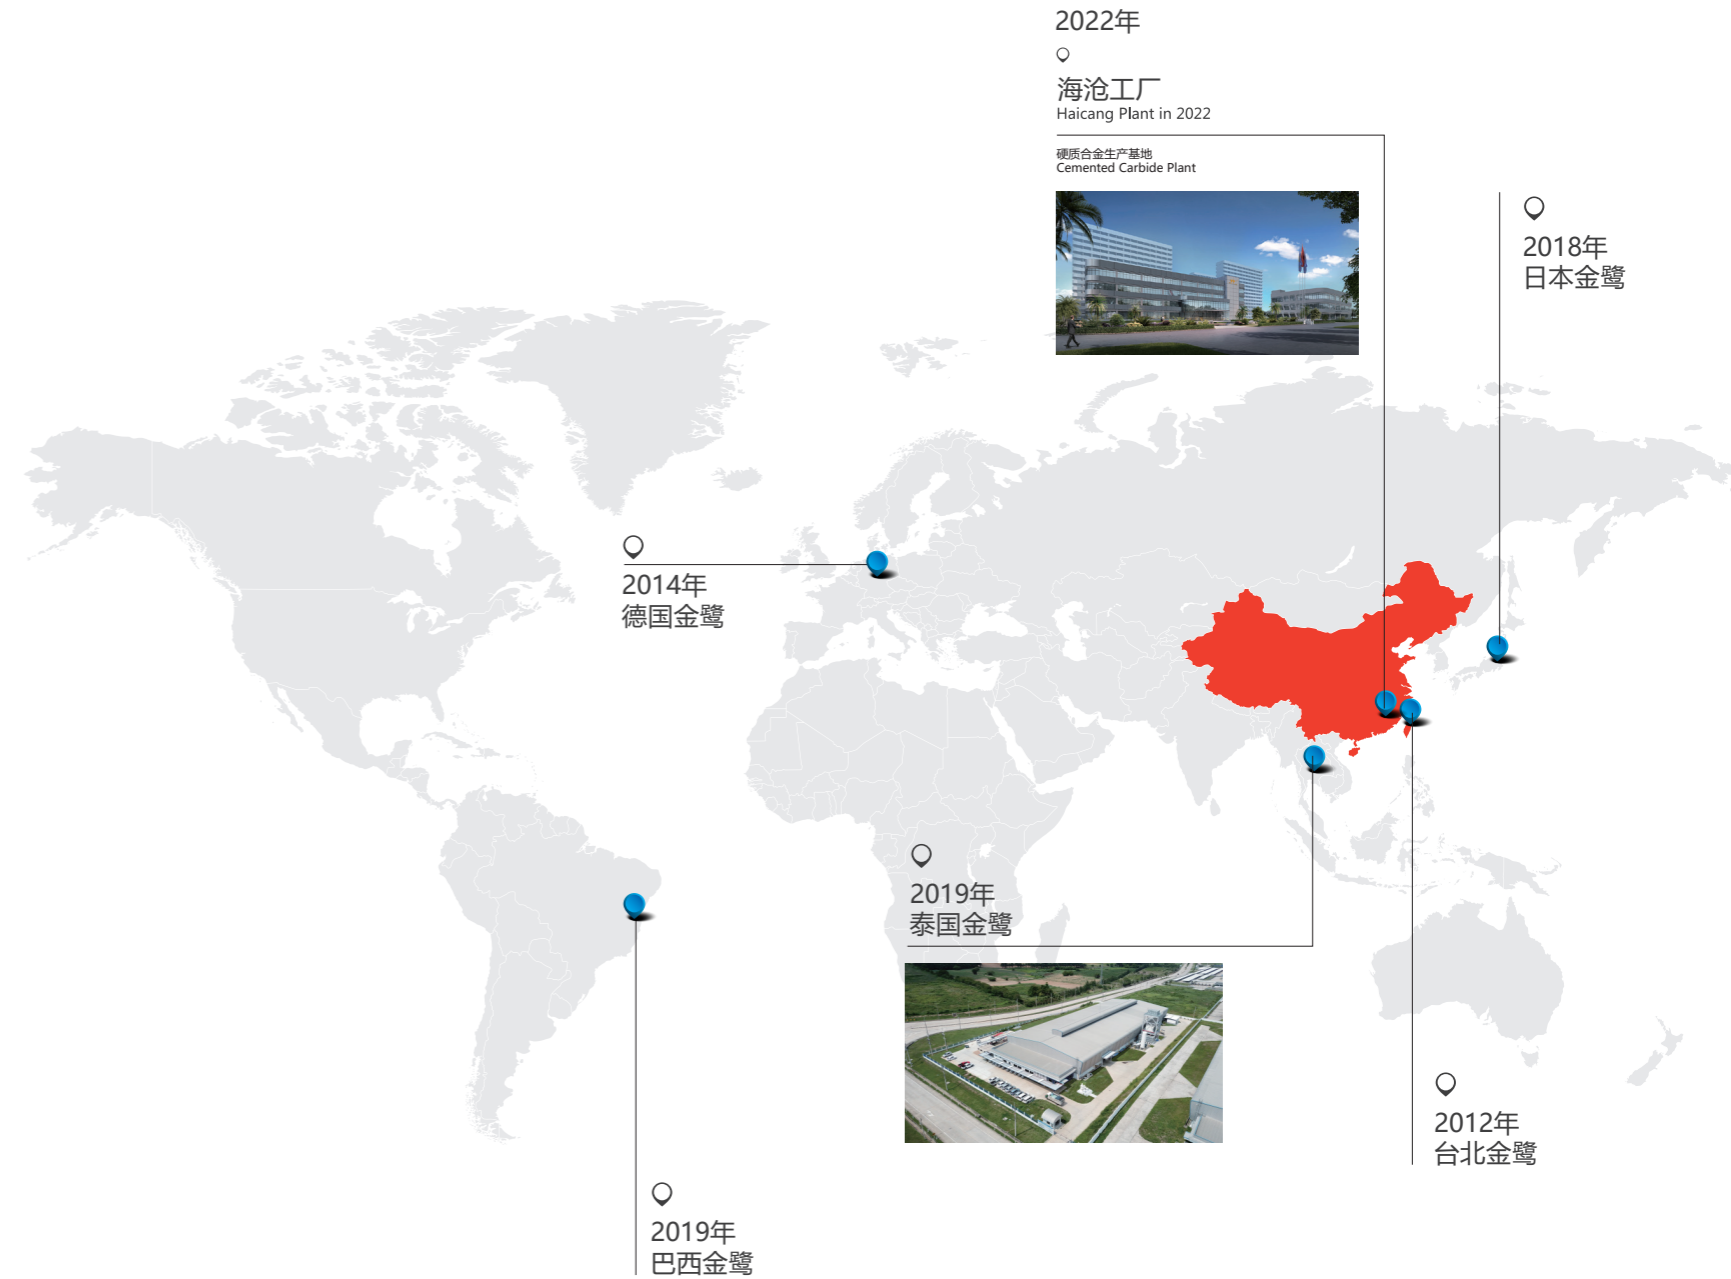 2022年
海沧工厂
Haicang Plant in 2022
硬质合金生产基地
Cemented Carbide Plant
2018年
日本金鹭
2014年
德国金鹭
2019年
泰国金鹭
2012年
台北金鹭
2019年
巴西金鹭